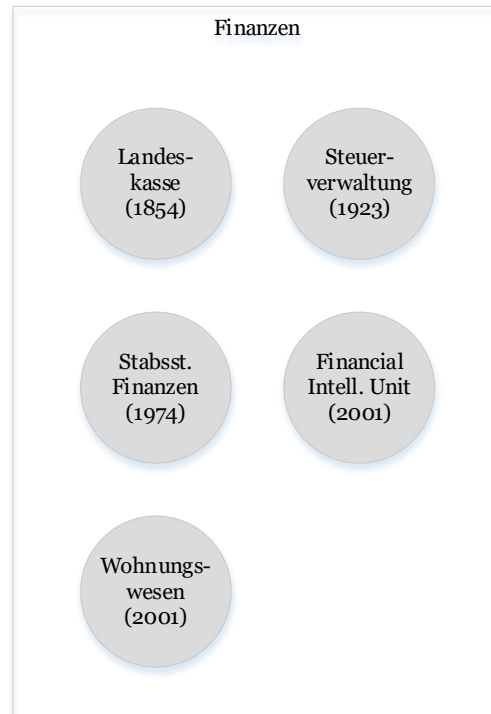 Finanzen
Landes-
kasse
(1854)
Steuer-
verwaltung
(1923)
Stabsst.
Finanzen
(1974)
Financial
Intell. Unit
(2001)
Wohnungs-
wesen
(2001)